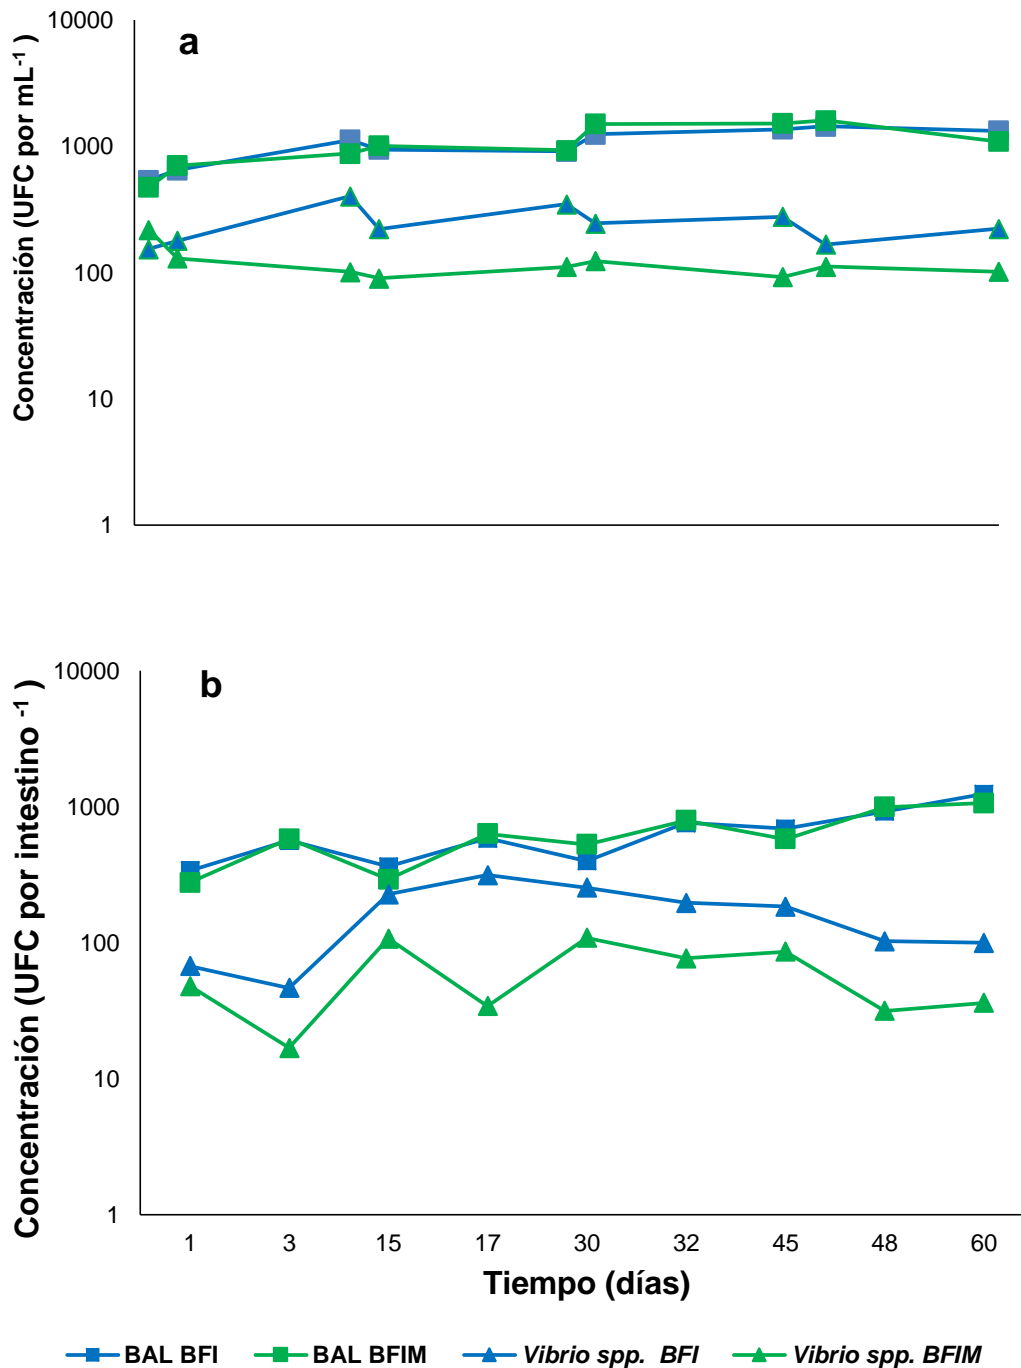 a
Concentración (UFC por mL-1)
10000
1000
100
10
1
b
Concentración (UFC por intestino -1 )
10000
1000
100
10
1
1 3 15 17 30 32 45 48 60
Tiempo (días)
BAL BFI BAL BFIM Vibrio spp. BFI Vibrio spp. BFIM